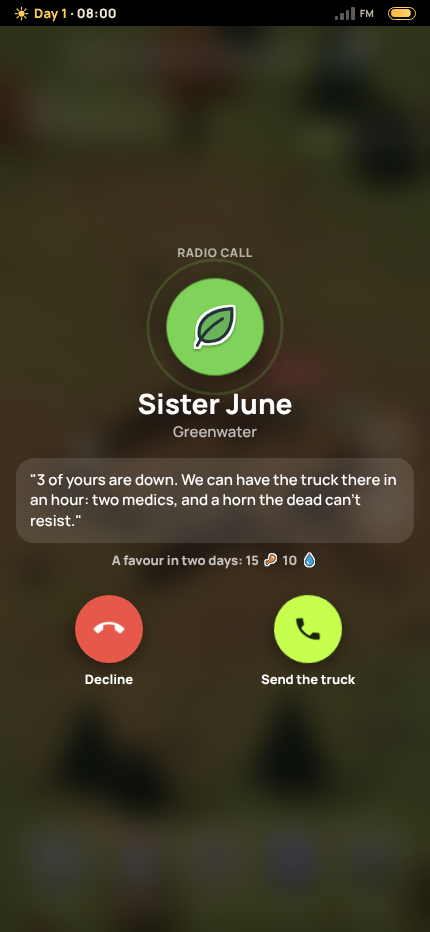 Day 1 · 08:00
FM
RADIO CALL
Sister June
Greenwater
"3 of yours are down. We can have the truck there in
an hour: two medics, and a horn the dead can't
resist."
A favour in two days: 15 🍗 10 💧
Decline
Send the truck